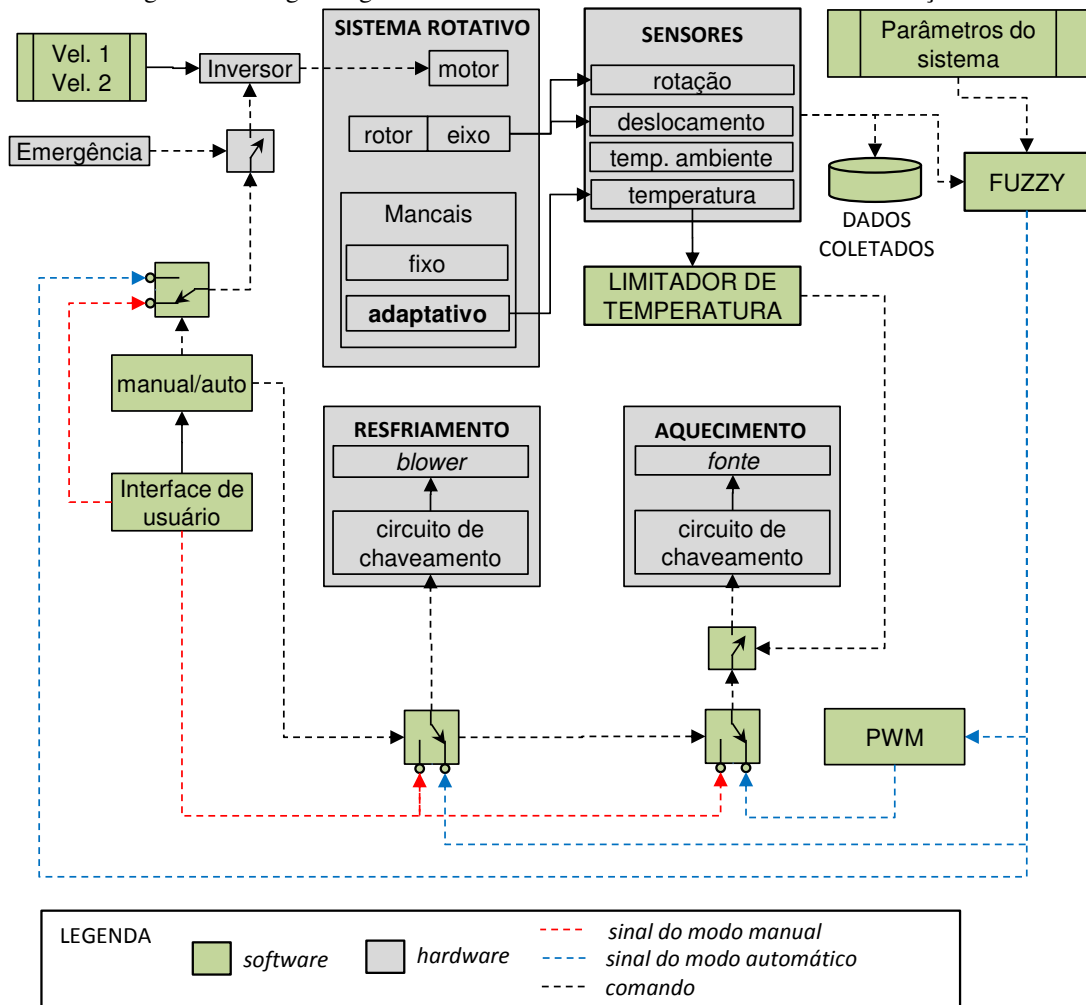 SISTEMA ROTATIVO
SENSORES
Parâmetros do
sistema
Vel. 1
Vel. 2
Inversor
motor
rotação
rotor
eixo
deslocamento
Emergência
temp. ambiente
temperatura
FUZZY
DADOS
COLETADOS
Mancais
fixo
adaptativo
LIMITADOR DE
TEMPERATURA
manual/auto
Interface de
usuário
RESFRIAMENTO
blower
circuito de
chaveamento
AQUECIMENTO
fonte
circuito de
chaveamento
PWM
LEGENDA
software
hardware
sinal do modo manual
sinal do modo automático
comando